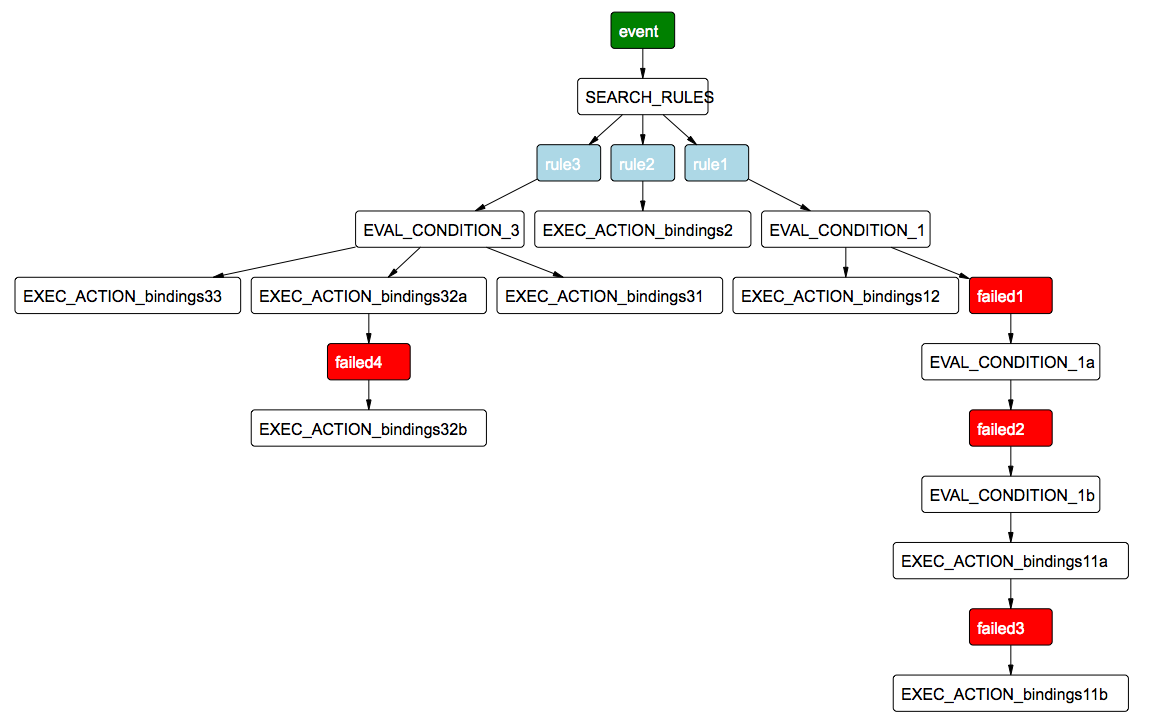 event
SEARCH_RULES
rule3
rule2
rule1
EVAL_CONDITION_3
EXEC_ACTION_bindings2
EVAL_CONDITION_1
EXEC_ACTION_bindings33
EXEC_ACTION_bindings32a
EXEC_ACTION_bindings31
EXEC_ACTION_bindings12
failed1
failed4
EVAL_CONDITION_1a
EXEC_ACTION_bindings32b
failed2
EVAL_CONDITION_1b
EXEC_ACTION_bindings11a
failed3
EXEC_ACTION_bindings11b